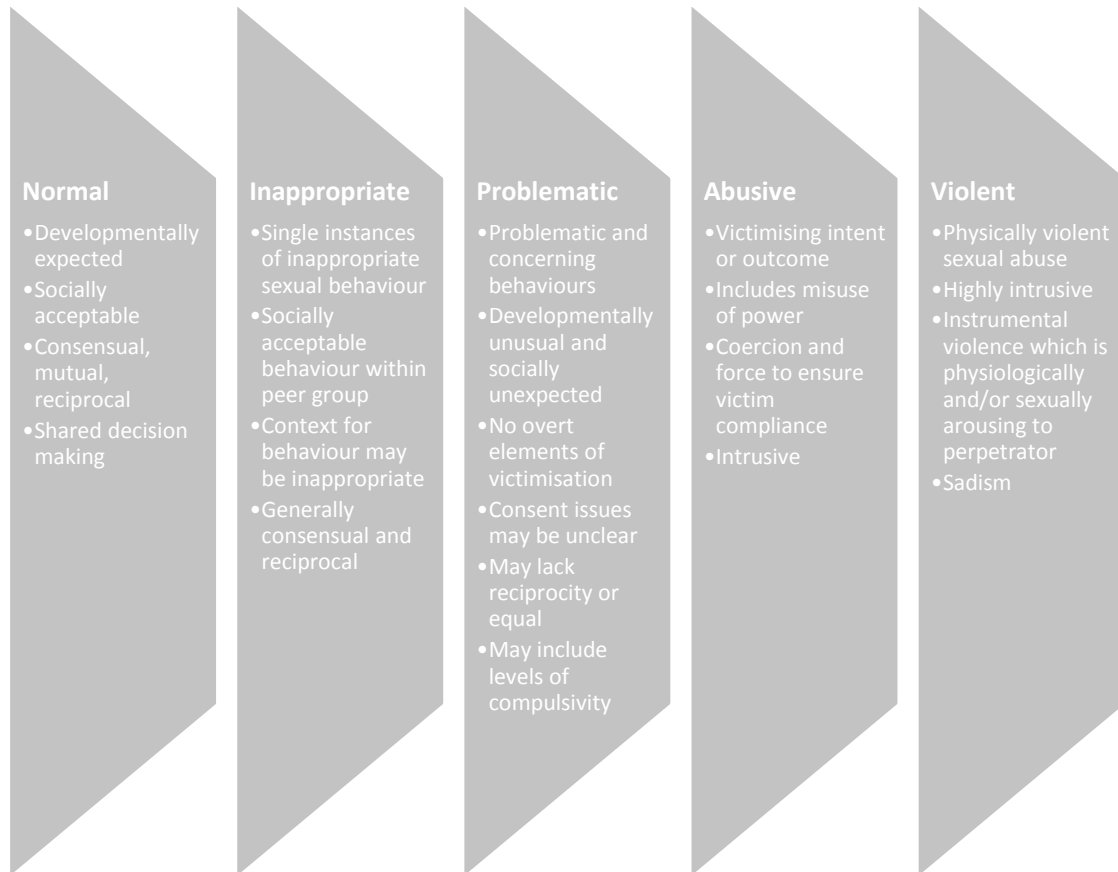 Normal
•Developmentally
expected
•Socially
acceptable
•Consensual,
mutual,
reciprocal
•Shared decision
making
Inappropriate
•Single instances
of inappropriate
sexual behaviour
•Socially
acceptable
behaviour within
peer group
•Context for
behaviour may
be inappropriate
•Generally
consensual and
reciprocal
Problematic
•Problematic and
concerning
behaviours
•Developmentally
unusual and
socially
unexpected
•No overt
elements of
victimisation
•Consent issues
may be unclear
•May lack
reciprocity or
equal
•May include
levels of
compulsivity
Abusive
•Victimising intent
or outcome
•Includes misuse
of power
•Coercion and
force to ensure
victim
compliance
•Intrusive
Violent
•Physically violent
sexual abuse
•Highly intrusive
•Instrumental
violence which is
physiologically
and/or sexually
arousing to
perpetrator
•Sadism